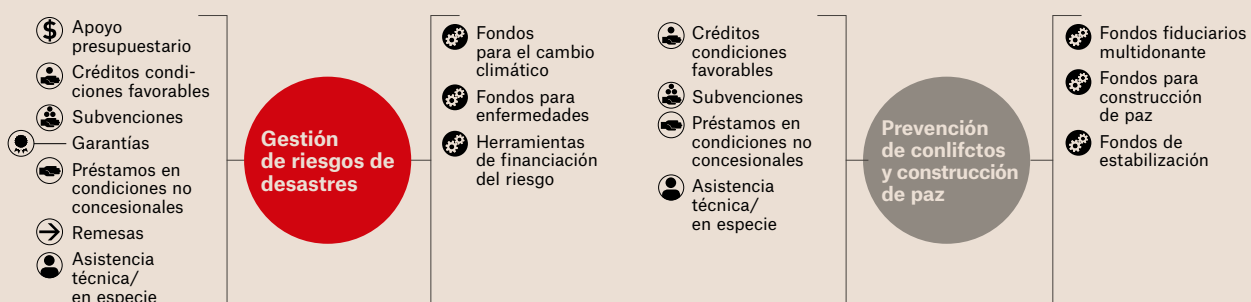 Apoyo
presupuestario
Créditos condi-
ciones favorables
Subvenciones
Garantías
Préstamos en
condiciones no
concesionales
Remesas
Asistencia
técnica/
en especie
Gestión
de riesgos de
desastres
Fondos
para el cambio
climático
Fondos para
enfermedades
Herramientas
de financiación
del riesgo
Créditos
condiciones
favorables
Subvenciones
Préstamos en
condiciones no
concesionales
Asistencia
técnica/
en especie
Prevención
de conlifctos
y construcción
de paz
Fondos fiduciarios
multidonante
Fondos para
construcción
de paz
Fondos de
estabilización